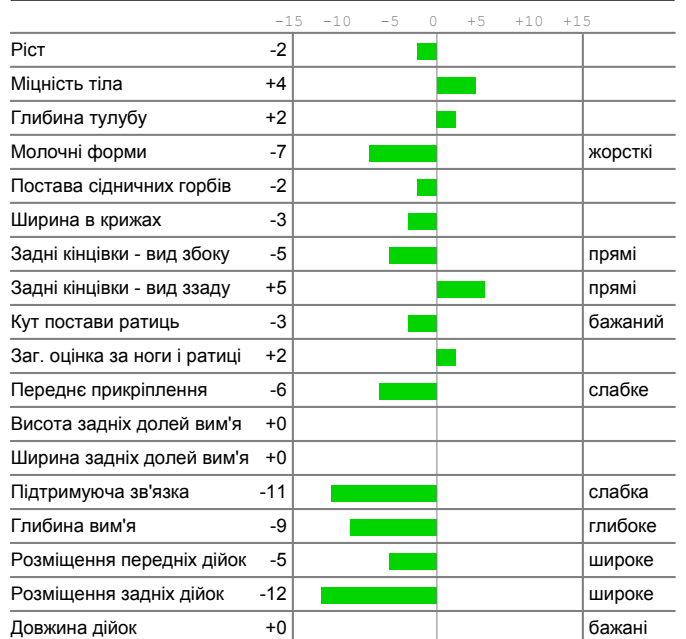 -15 -10 -5 0 +5 +10 +15
Ріст -2
Міцність тіла +4
Глибина тулубу +2
Молочні форми -7 жорсткі
Постава сідничних горбів -2
Ширина в крижах -3
Задні кінцівки - вид збоку -5 прямі
Задні кінцівки - вид ззаду +5 прямі
Кут постави ратиць -3 бажаний
Заг. оцінка за ноги і ратиці +2
Переднє прикріплення -6 слабке
Висота задніх долей вим'я +0
Ширина задніх долей вим'я +0
Підтримуюча зв'язка -11 слабка
Глибина вим'я -9 глибоке
Розміщення передніх дійок -5 широке
Розміщення задніх дійок -12 широке
Довжина дійок +0 бажані